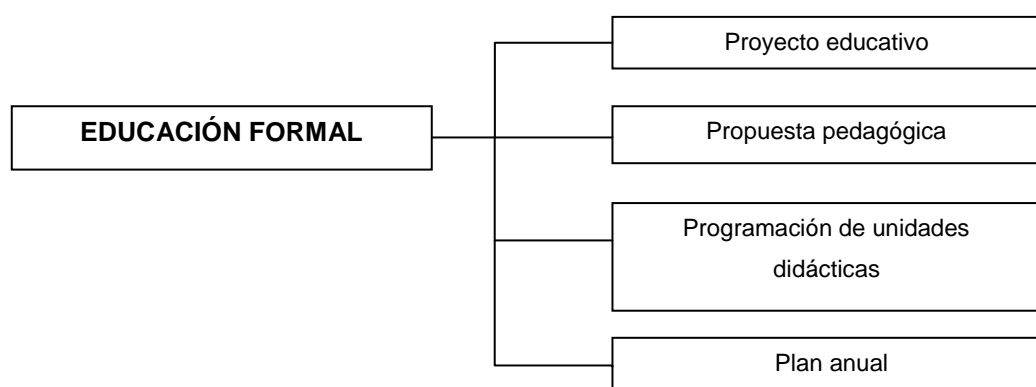 Proyecto educativo
EDUCACIÓN FORMAL
Propuesta pedagógica
Programación de unidades
didácticas
Plan anual